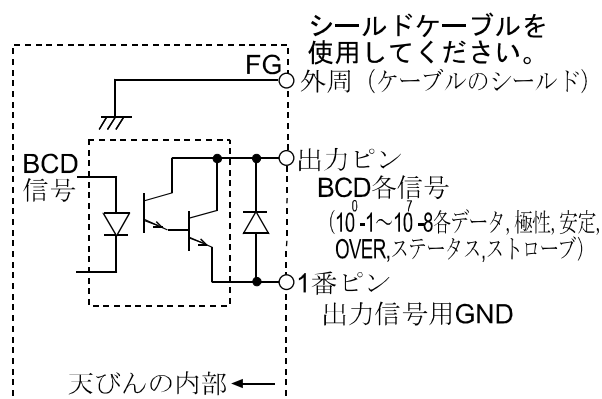 シールドケーブルを
使用してください。
FG
外周（ケーブルのシールド）
BCD
信号
出力ピン
BCD各信号
（10⁰-1～10⁷-8各データ, 極性, 安定,
OVER,ステータス,ストローブ）
1番ピン
出力信号用GND
天びんの内部